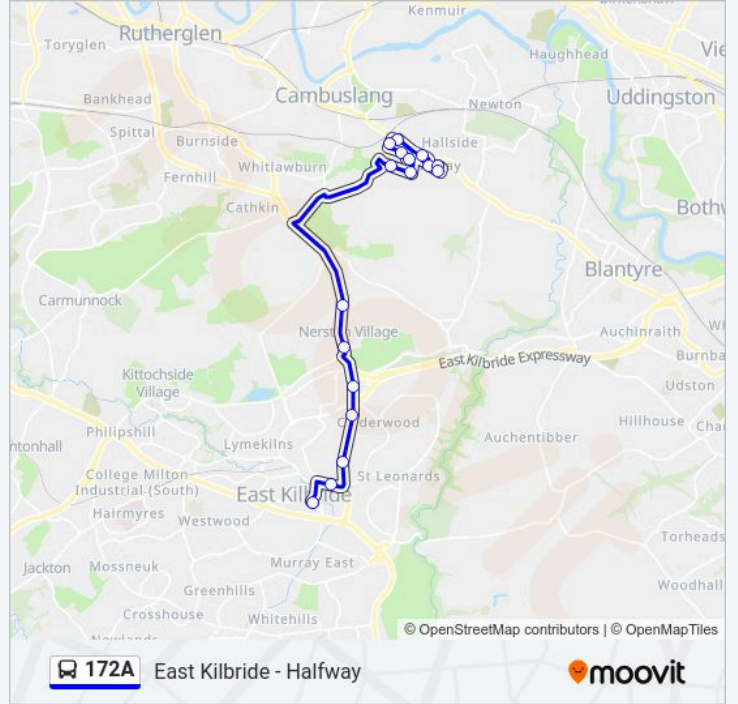 Kenmuir
Rutherglen
Toryglen
Haughhead
Cambuslang
Uddingston
Bankhead
Newton
Spittal
Burnside
Hallside
Whitlawburn
Fernhill
Cathkin
Blantyre
Carmunnock
Nerston Village
Auchinraith
East Kilbride Expressway
Kittochside
Village
Udston
Philipshill
Calderwood
Hillhouse
Lymekilns
Auchentibber
College Milton
Industrial (South)
St Leonards
East Kilbride
Hairmyres
Westwood
Torheads
Jackton
Mossneuk
Murray East
Woodhall
Greenhills
Crosshouse
Whitehills
© OpenStreetMap contributors | © OpenMapTiles
172A East Kilbride - Halfway
moovit